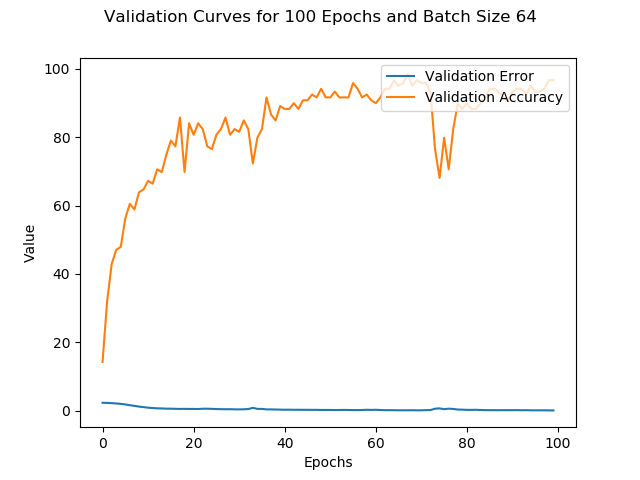 Validation Curves for 100 Epochs and Batch Size 64
Validation Error
Validation Accuracy
100
80
60
40
20
0
Value
0 20 40 60 80 100
Epochs